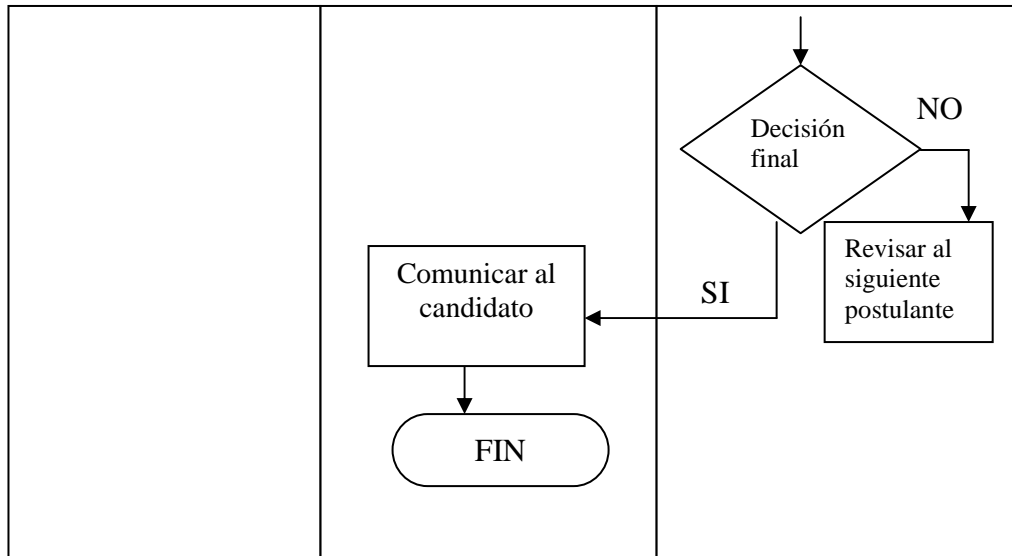 NO
Decisión
final
Revisar al
siguiente
postulante
Comunicar al
candidato
SI
FIN